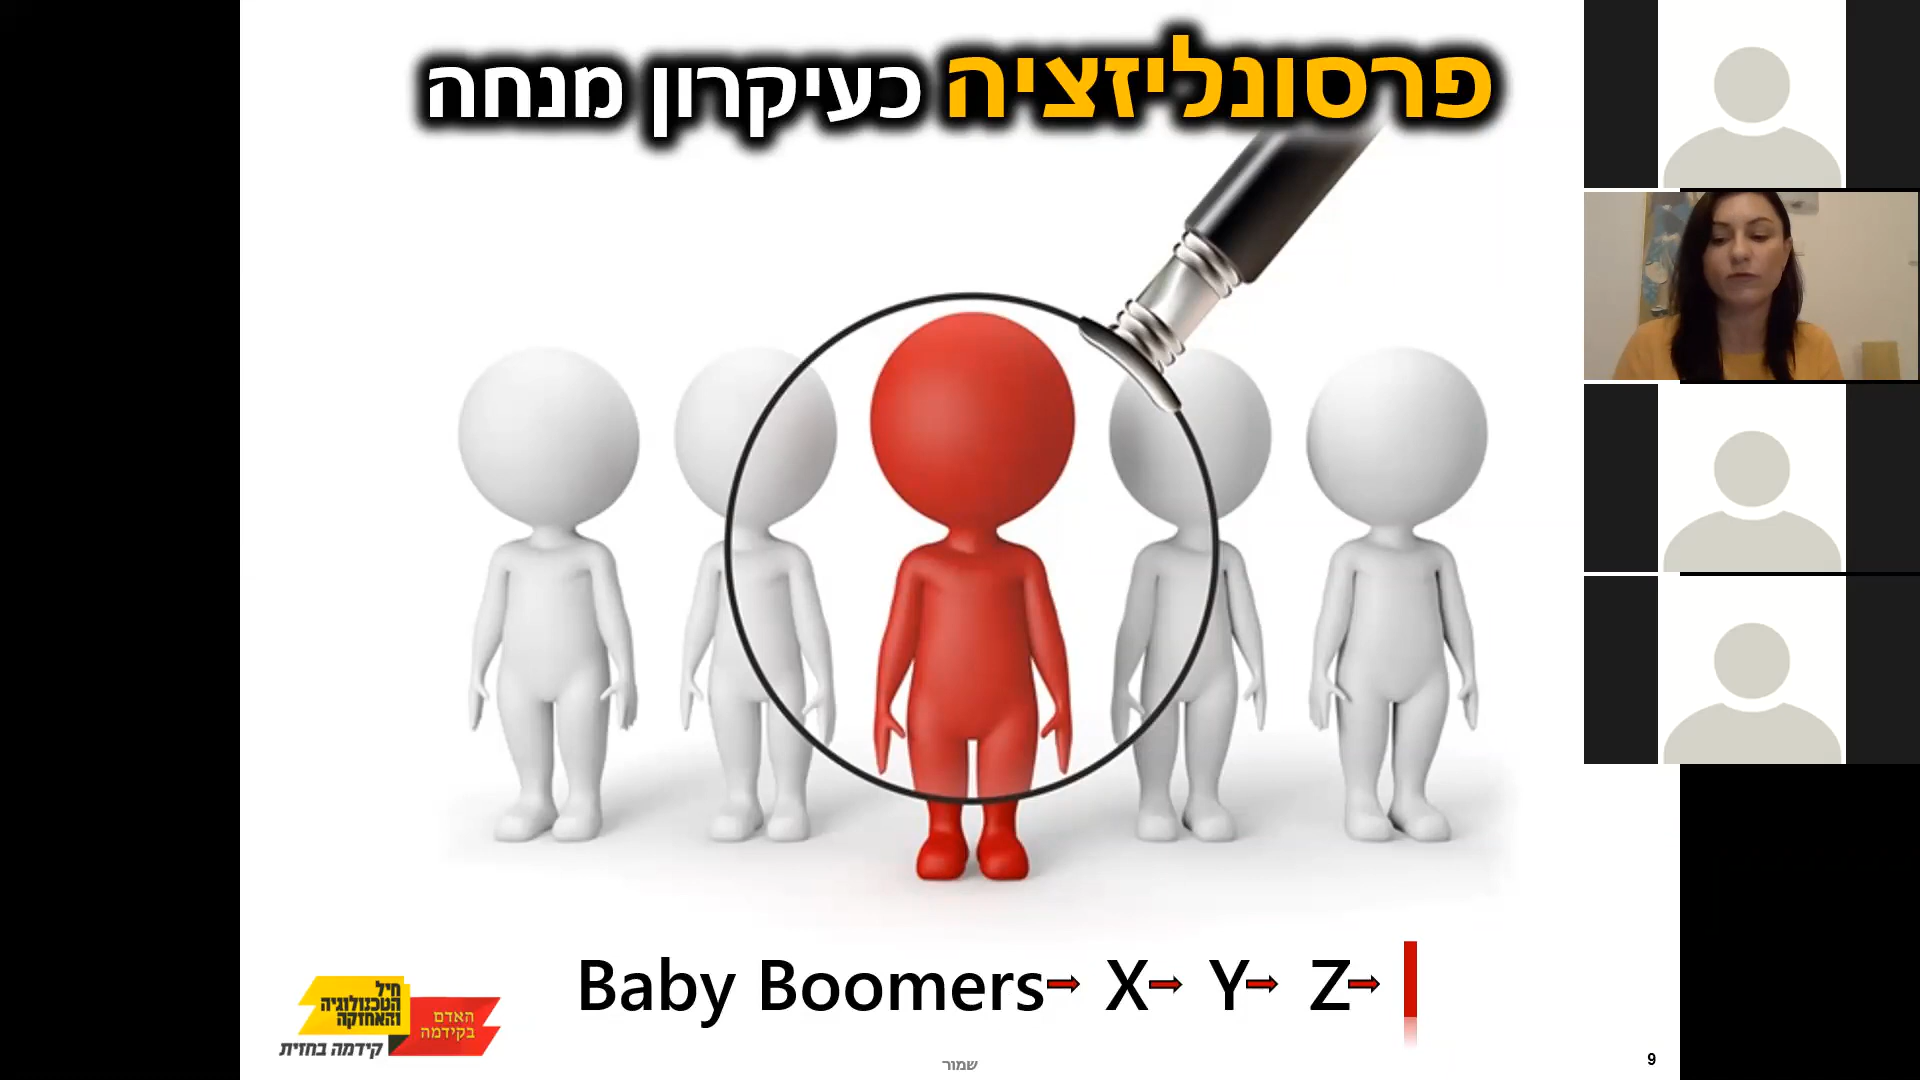 פרסונליזציה כעיקרון מנחה
Baby Boomers→ X→ Y→ Z→ I
חיל
הטכנולוגיה
והאחזקה
האדם
בקידמה
קידמה בחזית
שמור
9